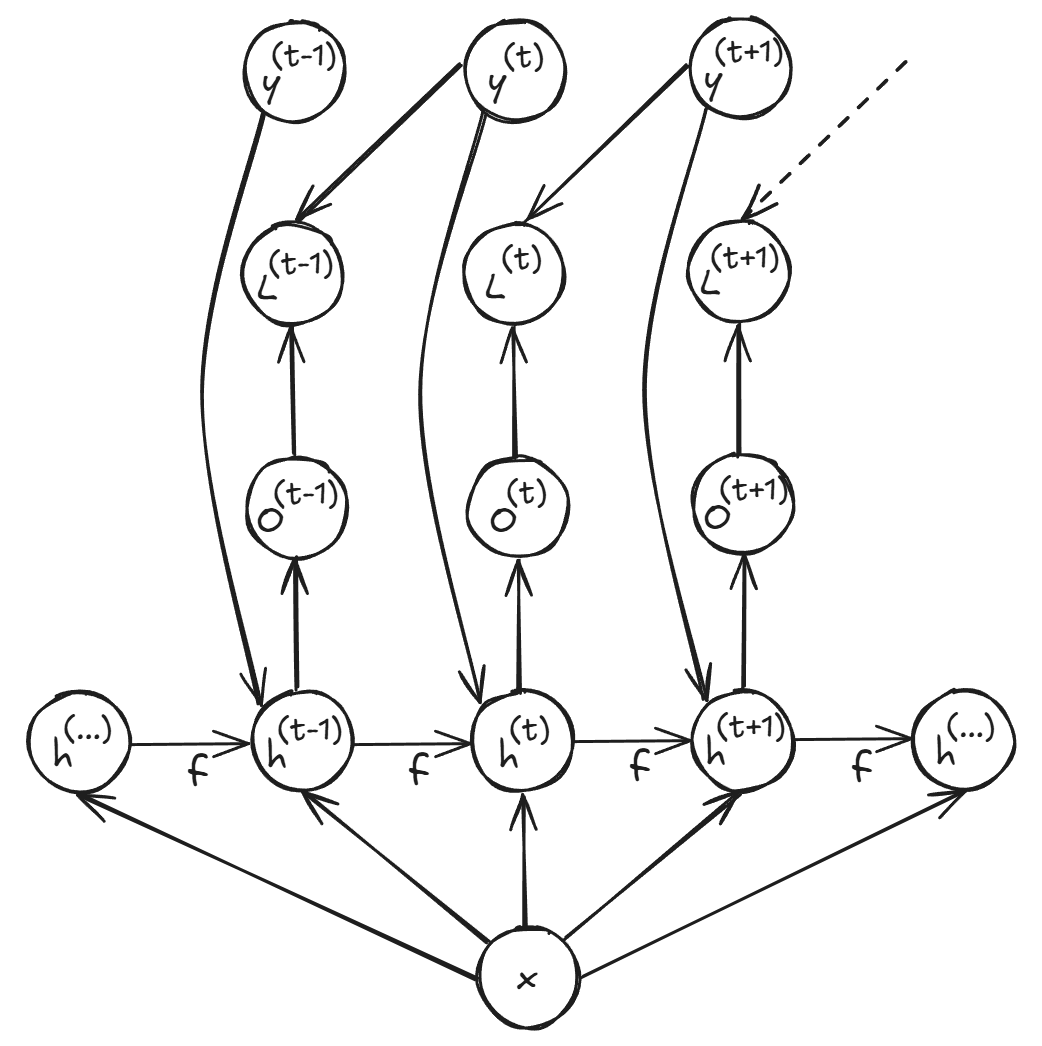 y^(t-1) y^(t) y^(t+1)
L^(t-1) L^(t) L^(t+1)
o^(t-1) o^(t) o^(t+1)
h^(...) h^(t-1) h^(t) h^(t+1) h^(...)
f f f f
x